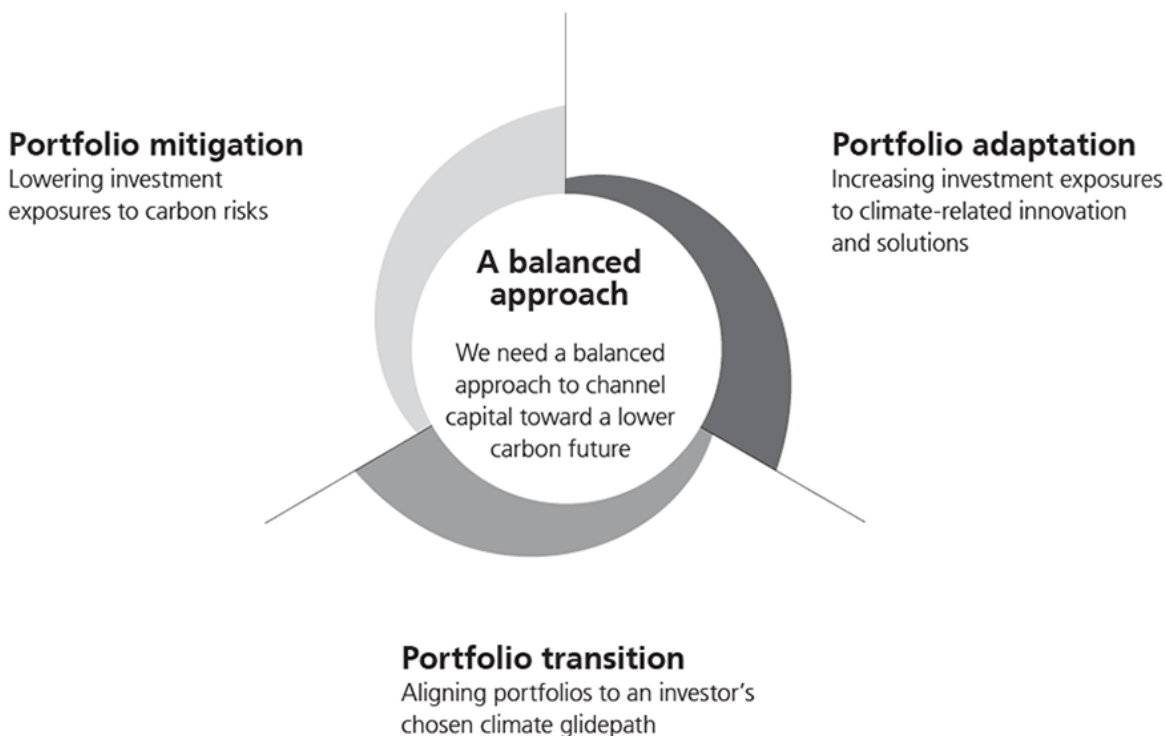 Portfolio mitigation
Lowering investment
exposures to carbon risks
Portfolio adaptation
Increasing investment exposures
to climate-related innovation
and solutions
A balanced
approach
We need a balanced
approach to channel
capital toward a lower
carbon future
Portfolio transition
Aligning portfolios to an investor’s
chosen climate glidepath